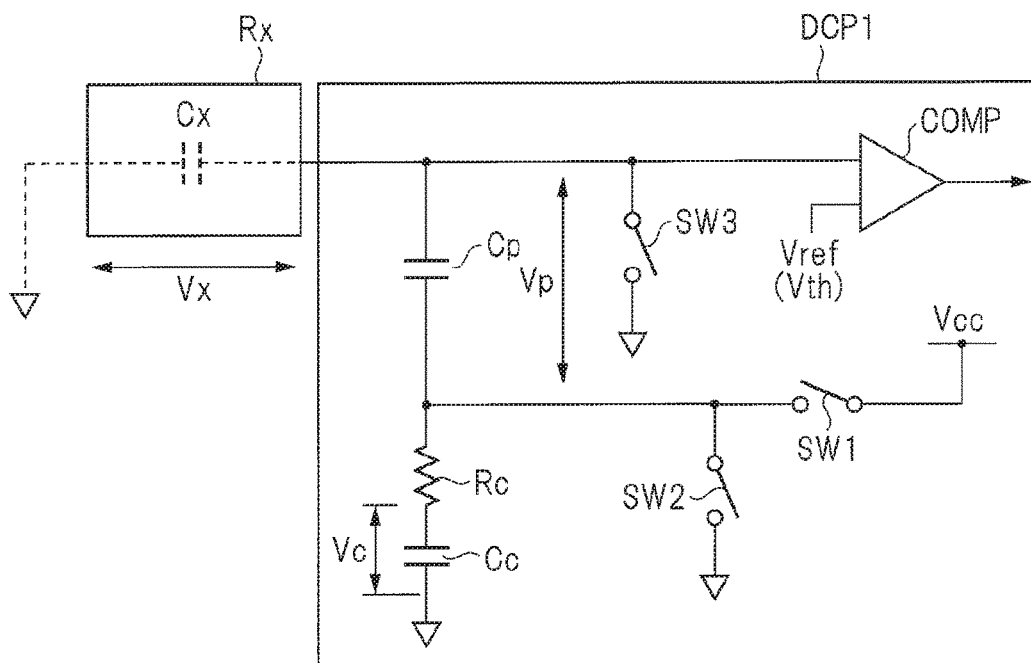 Rx
DCP1
Cx
COMP
SW3
Cp
Vp
Vref
(Vth)
Vx
Vcc
SW1
Rc
SW2
Vc
Cc